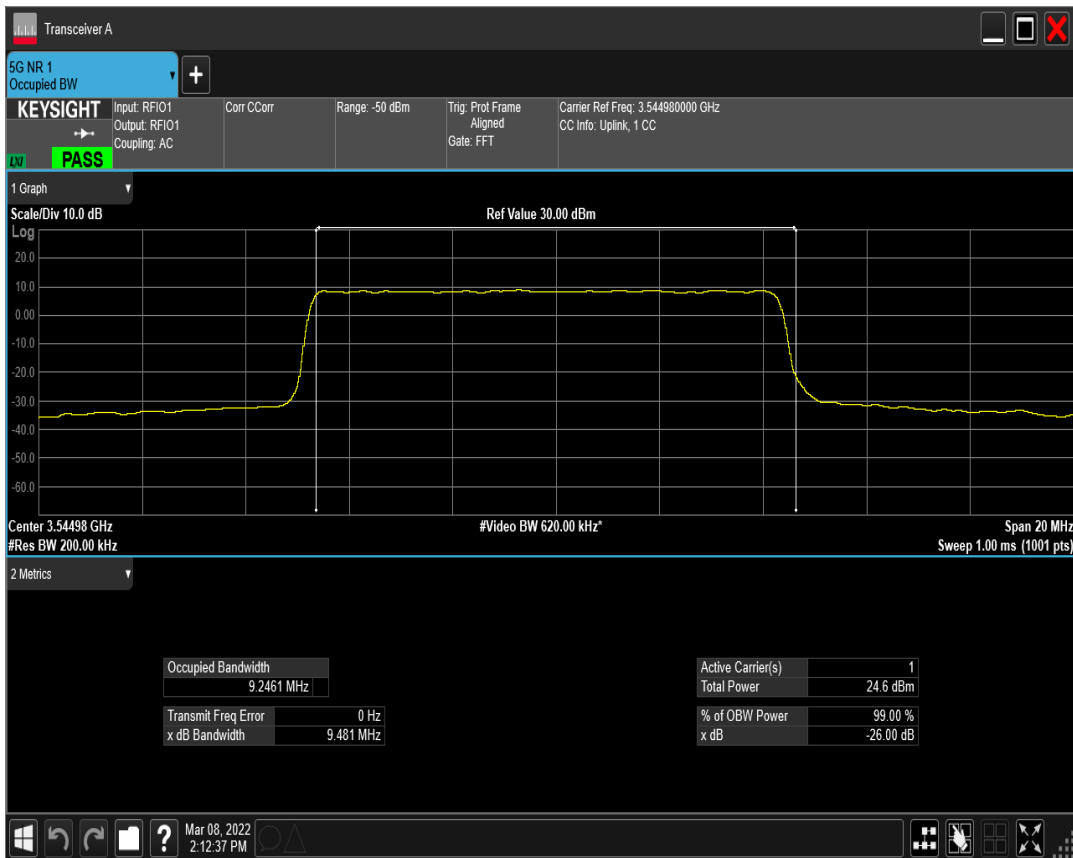 Transceiver A
5G NR 1
Occupied BW
+
KEYSIGHT
LXI
PASS
Input: RFIO1
Output: RFIO1
Coupling: AC
Corr CCorr
Range: -50 dBm
Trig: Prot Frame
Aligned
Gate: FFT
Carrier Ref Freq: 3.544980000 GHz
CC Info: Uplink, 1 CC
1 Graph
Scale/Div 10.0 dB
Ref Value 30.00 dBm
Log
20.0
10.0
0.00
-10.0
-20.0
-30.0
-40.0
-50.0
-60.0
Center 3.54498 GHz
#Video BW 620.00 kHz*
Span 20 MHz
#Res BW 200.00 kHz
Sweep 1.00 ms (1001 pts)
2 Metrics
Occupied Bandwidth
9.2461 MHz
Transmit Freq Error 0 Hz
x dB Bandwidth 9.481 MHz
Active Carrier(s) 1
Total Power 24.6 dBm
% of OBW Power 99.00 %
x dB -26.00 dB
?
Mar 08, 2022
2:12:37 PM